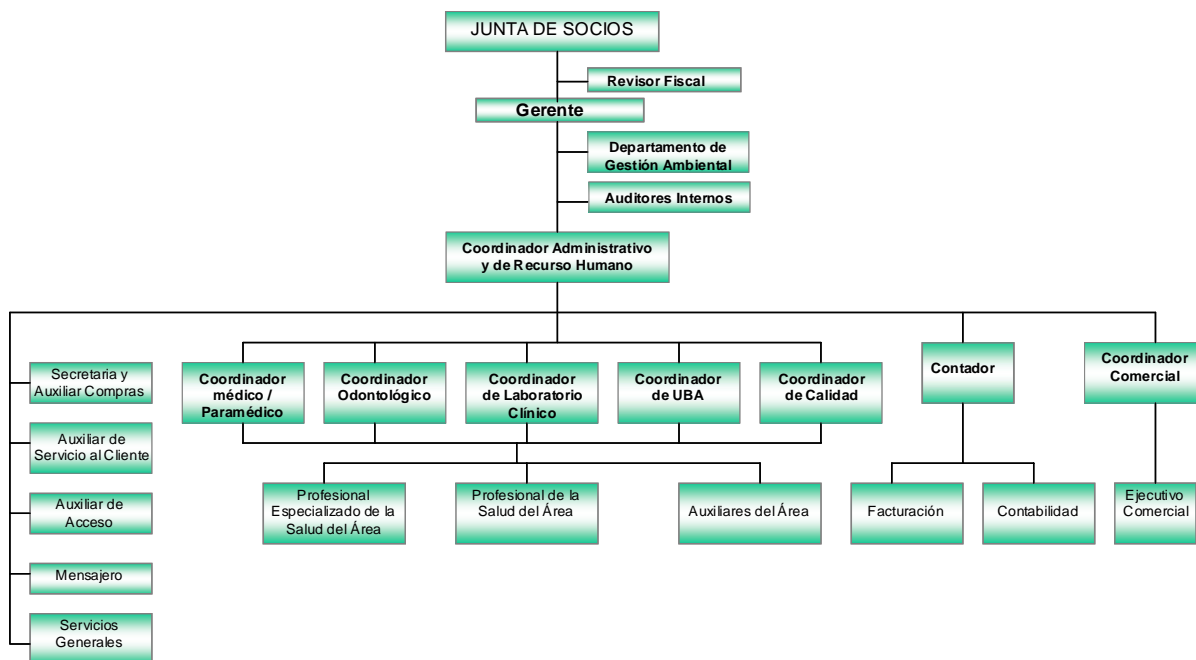 JUNTA DE SOCIOS
Revisor Fiscal
Gerente
Departamento de
Gestión Ambiental
Auditores Internos
Coordinador Administrativo
y de Recurso Humano
Secretaria y
Auxiliar Compras
Auxiliar de
Servicio al Cliente
Auxiliar de
Acceso
Mensajero
Servicios
Generales
Coordinador
médico /
Paramédico
Coordinador
Odontológico
Coordinador
de Laboratorio
Clínico
Coordinador
de UBA
Coordinador
de Calidad
Contador
Coordinador
Comercial
Profesional
Especializado de la
Salud del Área
Profesional de la
Salud del Área
Auxiliares del Área
Facturación
Contabilidad
Ejecutivo
Comercial